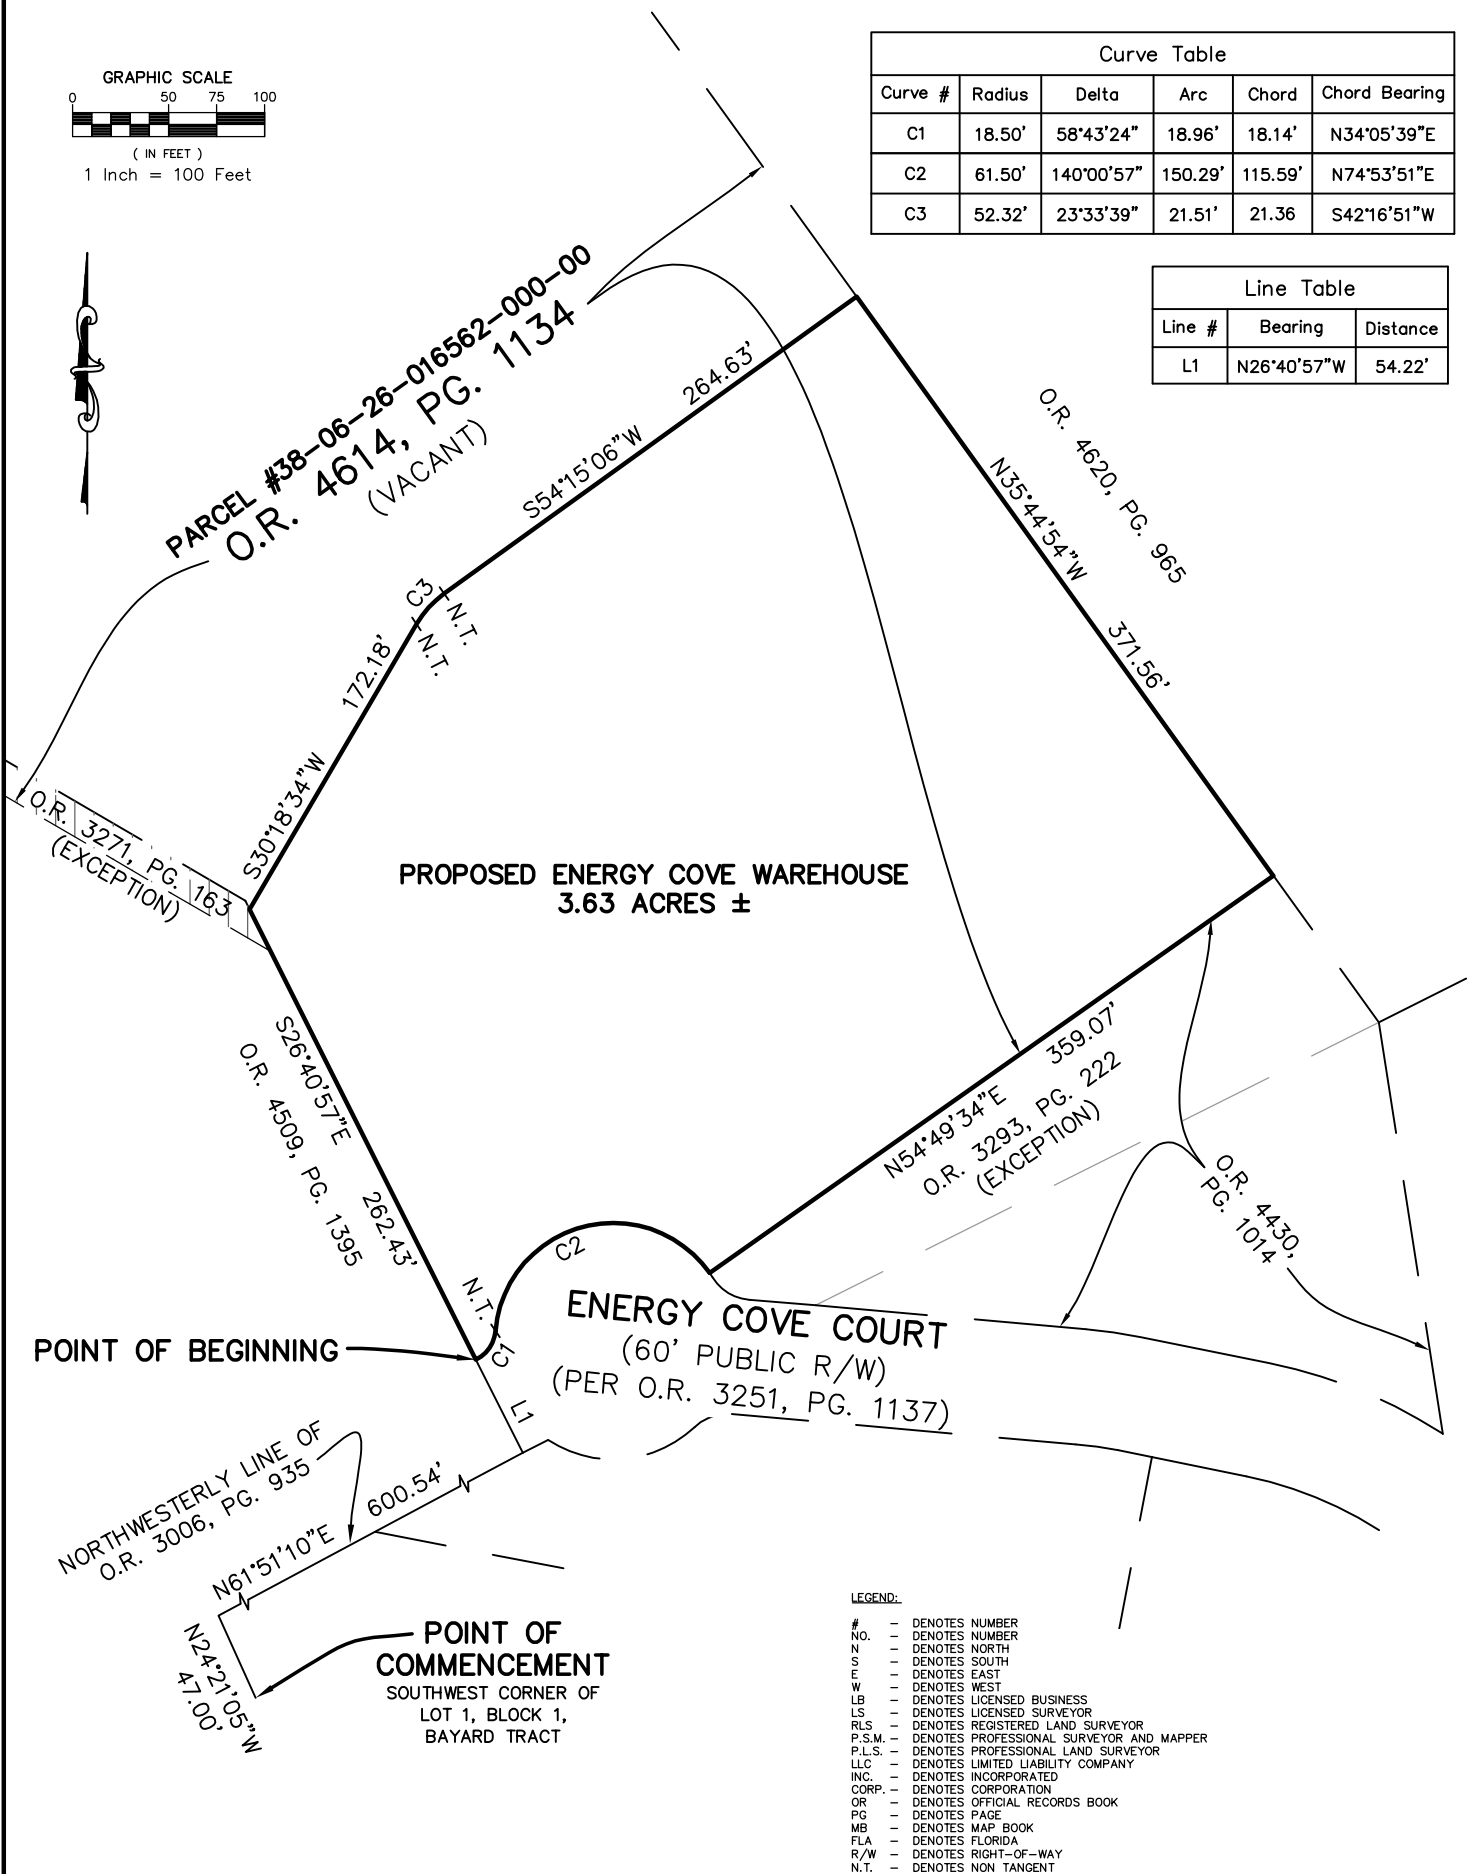 GRAPHIC SCALE
0 50 75 100
( IN FEET )
1 Inch = 100 Feet
Curve Table
Curve # Radius Delta Arc Chord Chord Bearing
C1 18.50' 58°43'24" 18.96' 18.14' N34°05'39"E
C2 61.50' 140°00'57" 150.29' 115.59' N74°53'51"E
C3 52.32' 23°33'39" 21.51' 21.36 S42°16'51"W
Line Table
Line # Bearing Distance
L1 N26°40'57"W 54.22'
PARCEL #38-06-26-016562-000-00
O.R. 4614, PG. 1134
(VACANT)
S54°15'06"W 264.63'
O.R. 4620, PG. 965
N35°44'54"W 371.56'
C3
N.T.
N.T.
S30°18'34"W 172.18'
O.R. 3271, PG. 163
(EXCEPTION)
PROPOSED ENERGY COVE WAREHOUSE
3.63 ACRES ±
S26°40'57"E 262.43'
O.R. 4509, PG. 1395
N54°49'34"E 359.07'
O.R. 3293, PG. 222
(EXCEPTION)
O.R. 4430,
PG. 1014
C2
N.T.
C1
L1
ENERGY COVE COURT
(60' PUBLIC R/W)
(PER O.R. 3251, PG. 1137)
POINT OF BEGINNING
NORTHWESTERLY LINE OF
O.R. 3006, PG. 935
N61°51'10"E 600.54'
N24°21'05"W
47.00'
POINT OF
COMMENCEMENT
SOUTHWEST CORNER OF
LOT 1, BLOCK 1,
BAYARD TRACT
LEGEND:
# - DENOTES NUMBER
NO. - DENOTES NUMBER
N - DENOTES NORTH
S - DENOTES SOUTH
E - DENOTES EAST
W - DENOTES WEST
LB - DENOTES LICENSED BUSINESS
LS - DENOTES LICENSED SURVEYOR
RLS - DENOTES REGISTERED LAND SURVEYOR
P.S.M. - DENOTES PROFESSIONAL SURVEYOR AND MAPPER
P.L.S. - DENOTES PROFESSIONAL LAND SURVEYOR
LLC - DENOTES LIMITED LIABILITY COMPANY
INC. - DENOTES INCORPORATED
CORP. - DENOTES CORPORATION
OR - DENOTES OFFICIAL RECORDS BOOK
PG - DENOTES PAGE
MB - DENOTES MAP BOOK
FLA - DENOTES FLORIDA
R/W - DENOTES RIGHT-OF-WAY
N.T. - DENOTES NON TANGENT